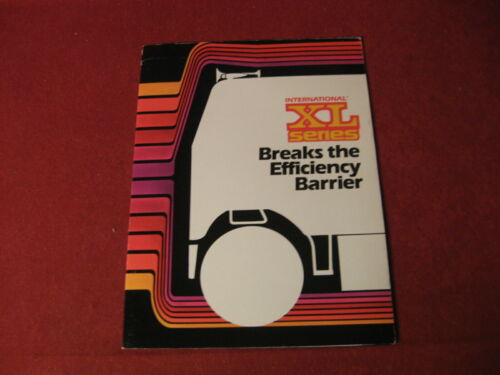 INTERNATIONAL®
XL
series
Breaks the
Efficiency
Barrier